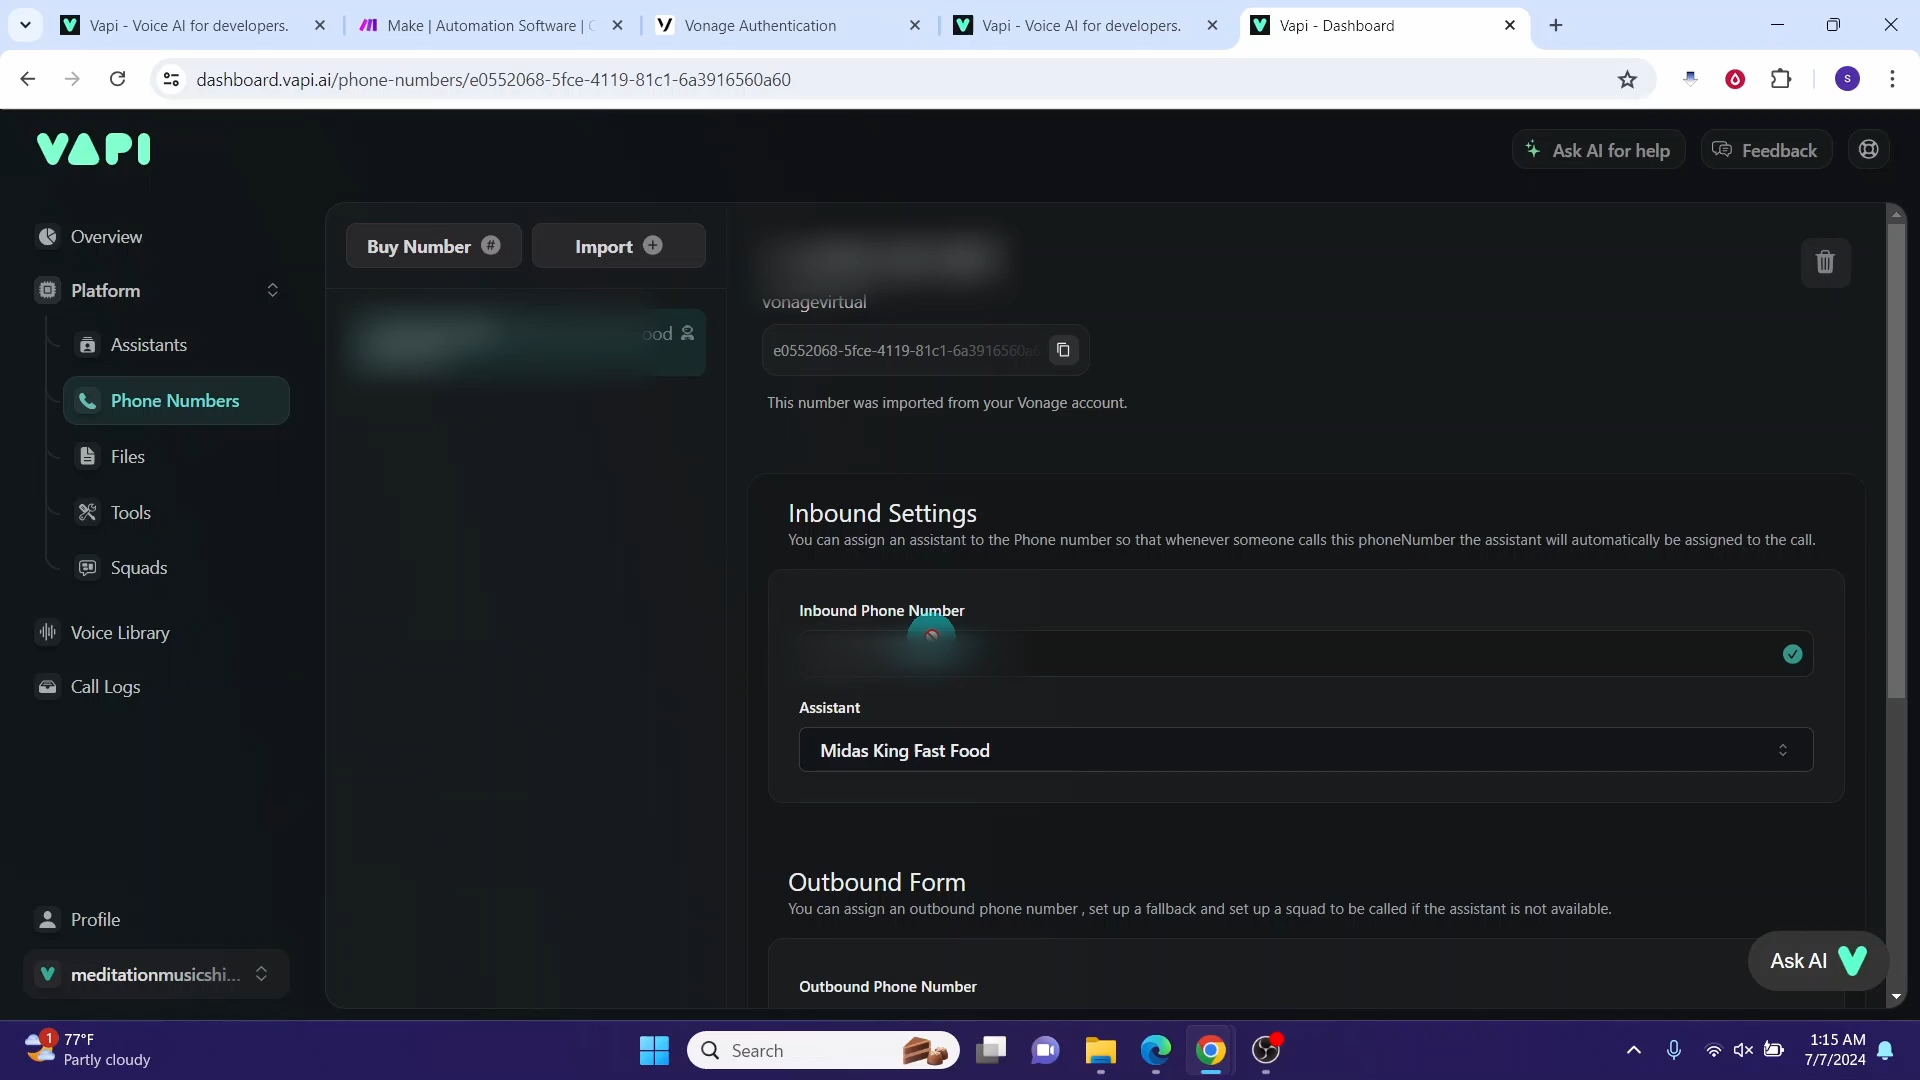 Vapi - Voice AI for developers.
Make | Automation Software |
Vonage Authentication
Vapi - Voice AI for developers.
Vapi - Dashboard
dashboard.vapi.ai/phone-numbers/e0552068-5fce-4119-81c1-6a3916560a60
S
VAPI
Ask AI for help
Feedback
Overview
Platform
Assistants
Phone Numbers
Files
Tools
Squads
Voice Library
Call Logs
Profile
meditationmusicshi...
Buy Number #
Import
ood
vonagevirtual
e0552068-5fce-4119-81c1-6a3916560a6
This number was imported from your Vonage account.
Inbound Settings
You can assign an assistant to the Phone number so that whenever someone calls this phoneNumber the assistant will automatically be assigned to the call.
Inbound Phone Number
Assistant
Midas King Fast Food
Outbound Form
You can assign an outbound phone number , set up a fallback and set up a squad to be called if the assistant is not available.
Outbound Phone Number
Ask AI
1
77°F
Partly cloudy
Search
1:15 AM
7/7/2024